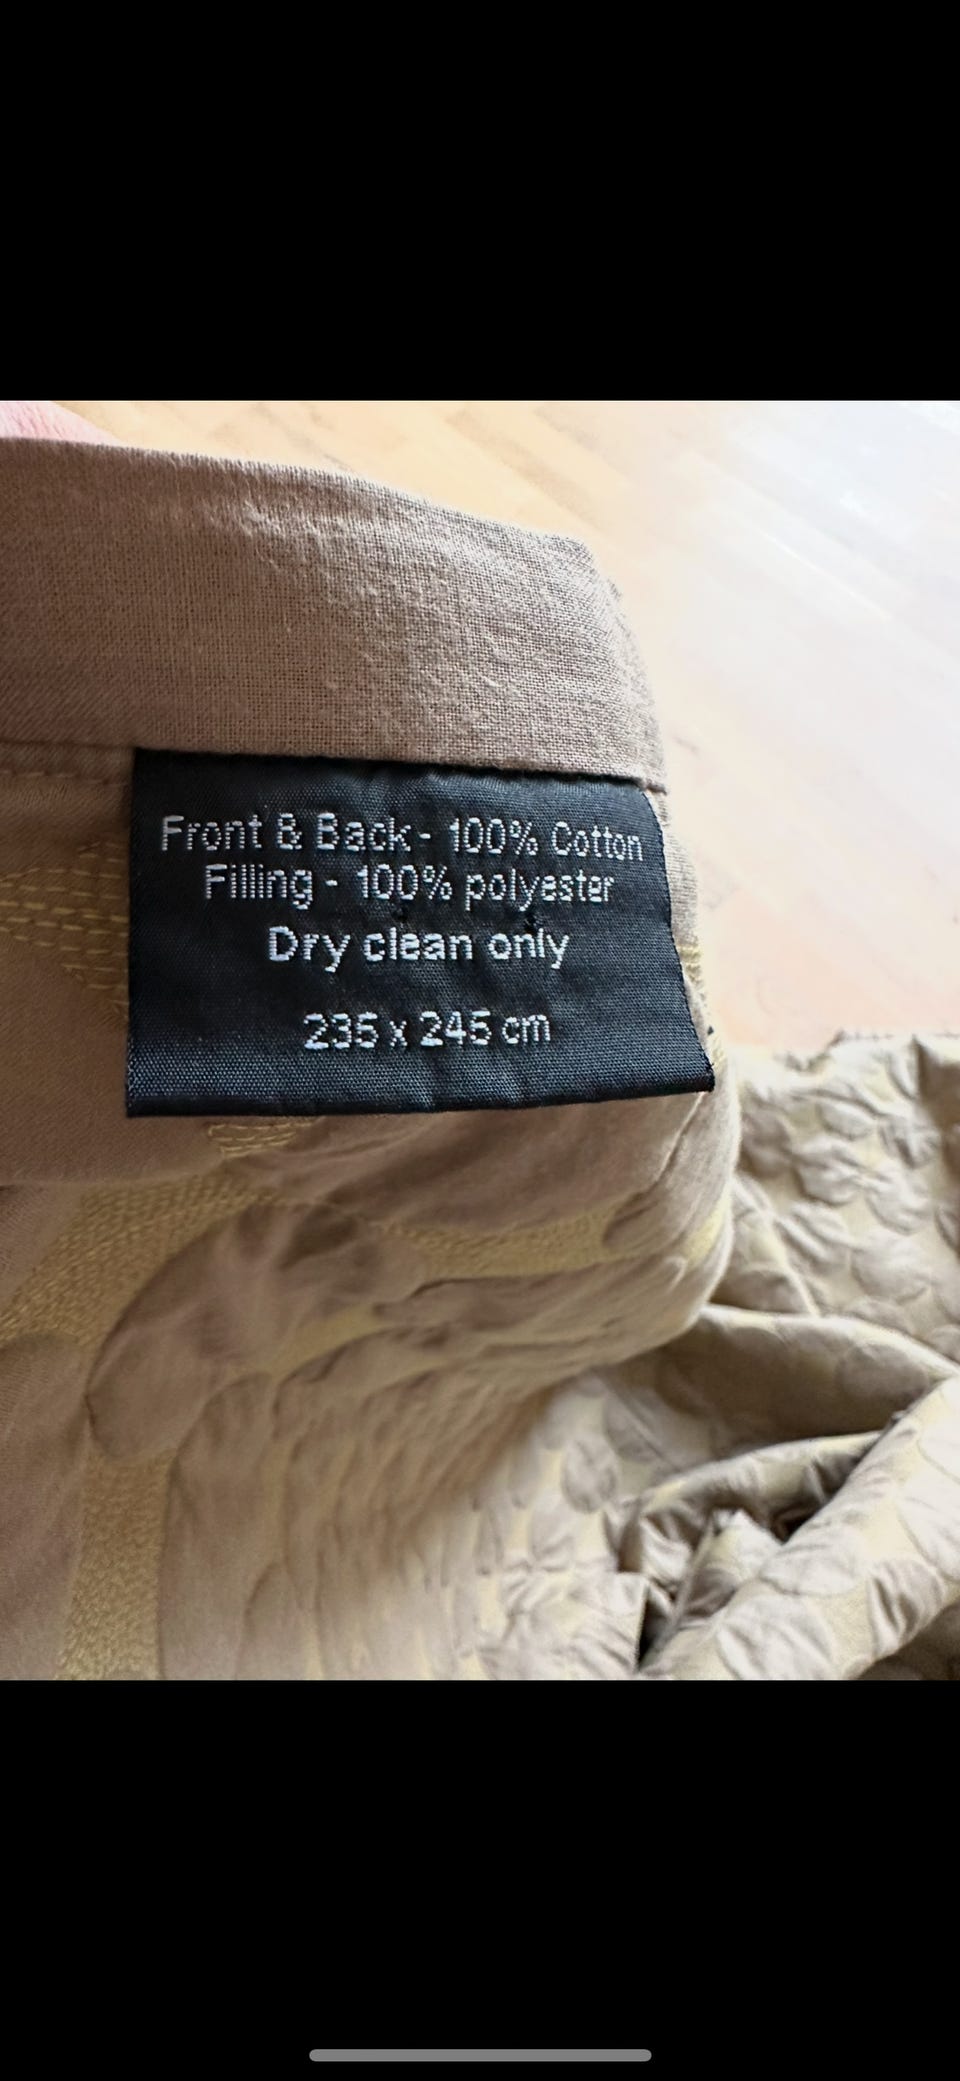 Front & Back - 100% Cotton
Filling - 100% polyester
Dry clean only
235 x 245 cm